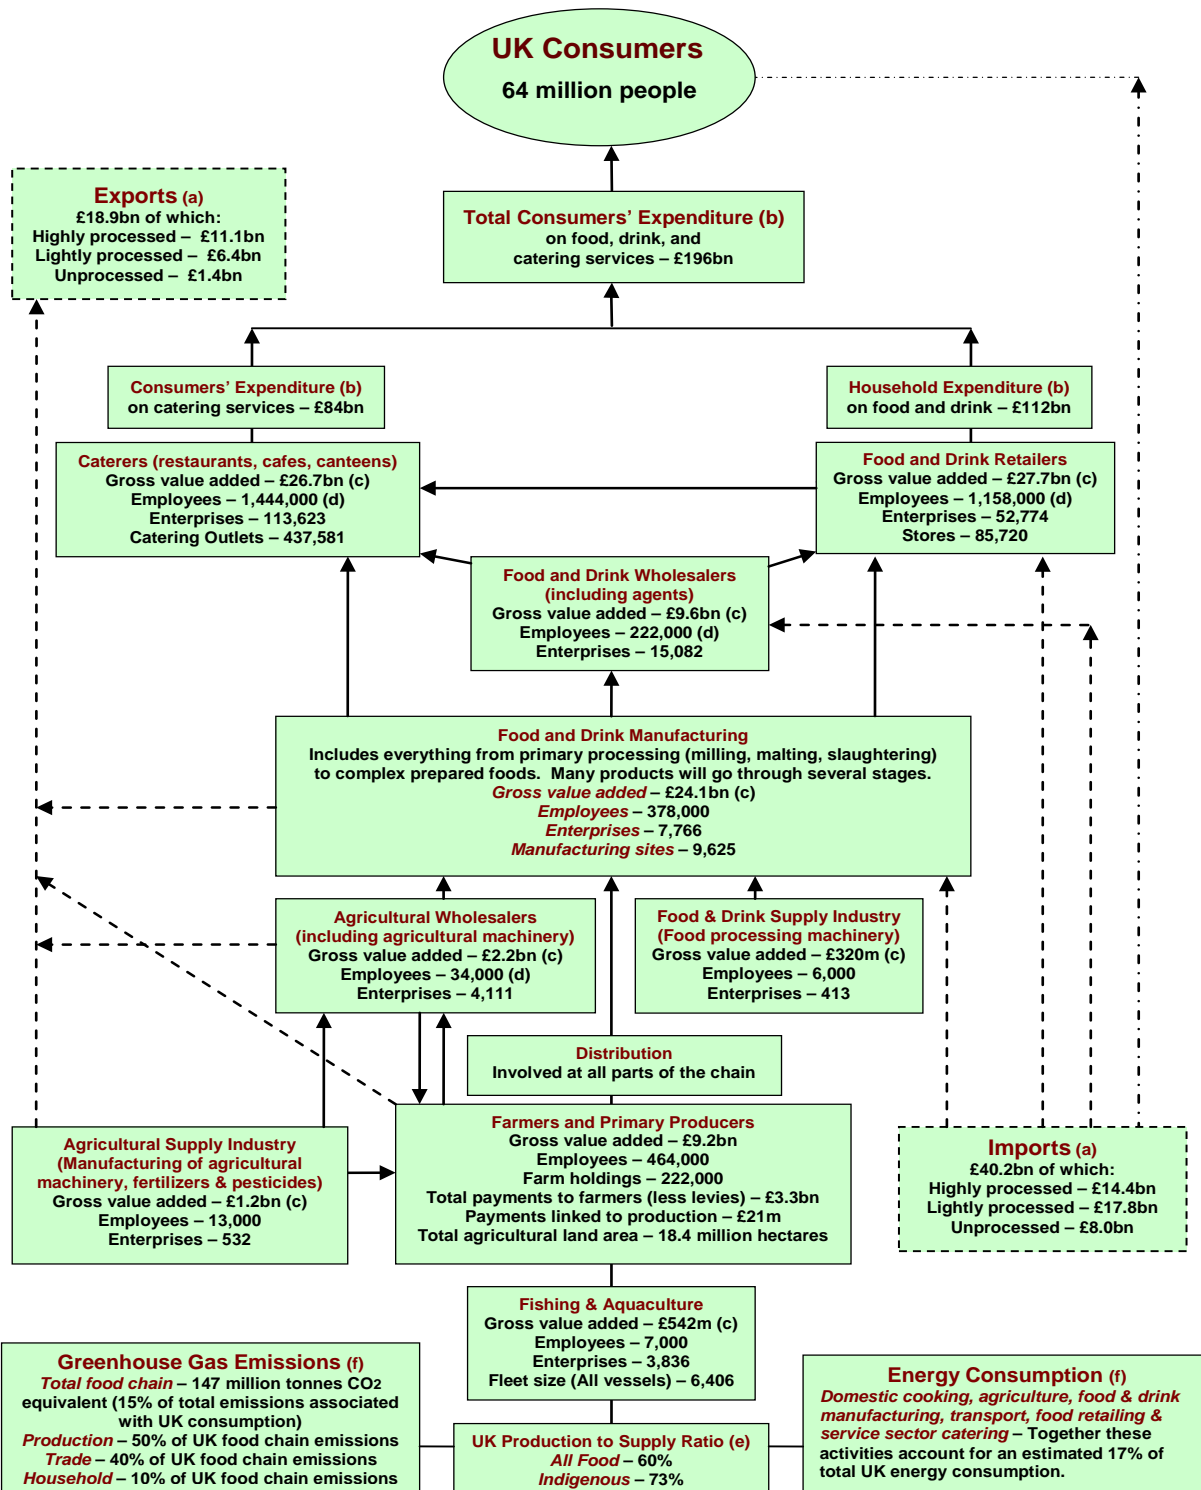 UK Consumers
64 million people
Exports (a)
£18.9bn of which:
Highly processed – £11.1bn
Lightly processed – £6.4bn
Unprocessed – £1.4bn
Total Consumers' Expenditure (b)
on food, drink, and
catering services – £196bn
Consumers' Expenditure (b)
on catering services – £84bn
Household Expenditure (b)
on food and drink – £112bn
Caterers (restaurants, cafes, canteens)
Gross value added – £26.7bn (c)
Employees – 1,444,000 (d)
Enterprises – 113,623
Catering Outlets – 437,581
Food and Drink Retailers
Gross value added – £27.7bn (c)
Employees – 1,158,000 (d)
Enterprises – 52,774
Stores – 85,720
Food and Drink Wholesalers
(including agents)
Gross value added – £9.6bn (c)
Employees – 222,000 (d)
Enterprises – 15,082
Food and Drink Manufacturing
Includes everything from primary processing (milling, malting, slaughtering)
to complex prepared foods.  Many products will go through several stages.
Gross value added – £24.1bn (c)
Employees – 378,000
Enterprises – 7,766
Manufacturing sites – 9,625
Agricultural Wholesalers
(including agricultural machinery)
Gross value added – £2.2bn (c)
Employees – 34,000 (d)
Enterprises – 4,111
Food & Drink Supply Industry
(Food processing machinery)
Gross value added – £320m (c)
Employees – 6,000
Enterprises – 413
Distribution
Involved at all parts of the chain
Agricultural Supply Industry
(Manufacturing of agricultural
machinery, fertilizers & pesticides)
Gross value added – £1.2bn (c)
Employees – 13,000
Enterprises – 532
Farmers and Primary Producers
Gross value added – £9.2bn
Employees – 464,000
Farm holdings – 222,000
Total payments to farmers (less levies) – £3.3bn
Payments linked to production – £21m
Total agricultural land area – 18.4 million hectares
Imports (a)
£40.2bn of which:
Highly processed – £14.4bn
Lightly processed – £17.8bn
Unprocessed – £8.0bn
Fishing & Aquaculture
Gross value added – £542m (c)
Employees – 7,000
Enterprises – 3,836
Fleet size (All vessels) – 6,406
Greenhouse Gas Emissions (f)
Total food chain – 147 million tonnes CO2
equivalent (15% of total emissions associated
with UK consumption)
Production – 50% of UK food chain emissions
Trade – 40% of UK food chain emissions
Household – 10% of UK food chain emissions
UK Production to Supply Ratio (e)
All Food – 60%
Indigenous – 73%
Energy Consumption (f)
Domestic cooking, agriculture, food & drink
manufacturing, transport, food retailing &
service sector catering – Together these
activities account for an estimated 17% of
total UK energy consumption.